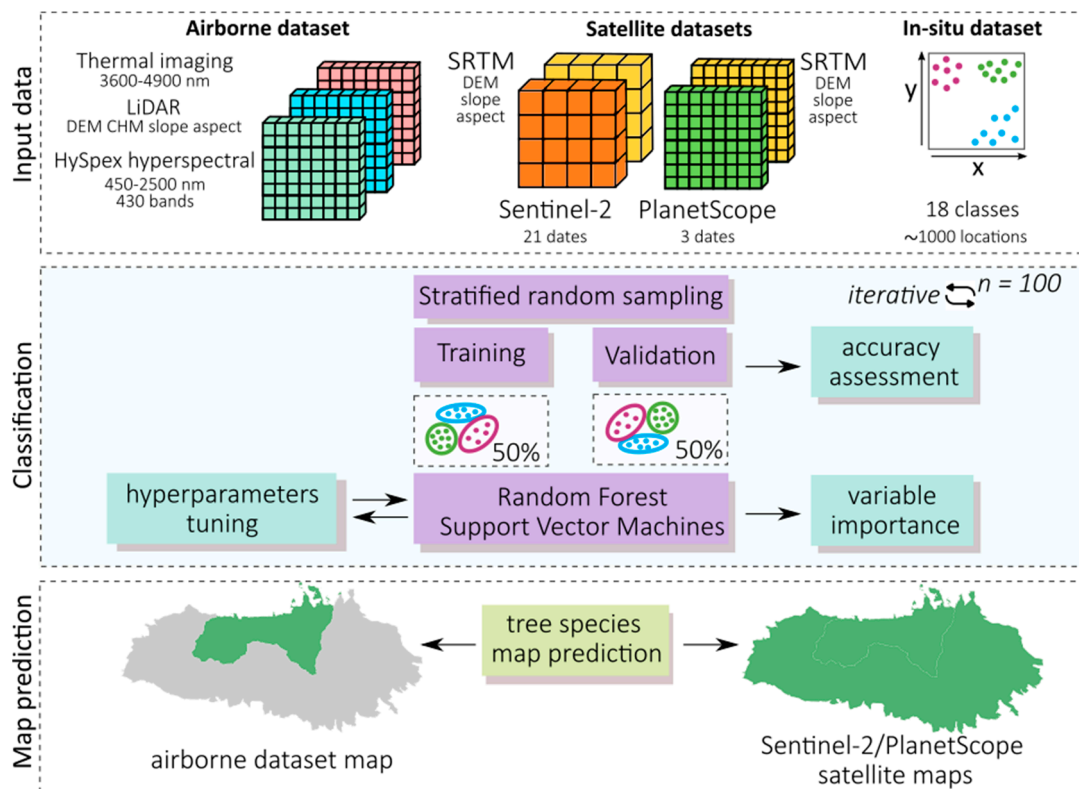 Input data
Airborne dataset
Thermal imaging
3600-4900 nm
LiDAR
DEM CHM slope aspect
HySpex hyperspectral
450-2500 nm
430 bands
Satellite datasets
SRTM
DEM
slope
aspect
Sentinel-2
21 dates
SRTM
DEM
slope
aspect
PlanetScope
3 dates
In-situ dataset
y
x
18 classes
~1000 locations
Classification
Stratified random sampling
iterative n = 100
Training
Validation
accuracy
assessment
50%
50%
hyperparameters
tuning
Random Forest
Support Vector Machines
variable
importance
Map prediction
tree species
map prediction
airborne dataset map
Sentinel-2/PlanetScope
satellite maps